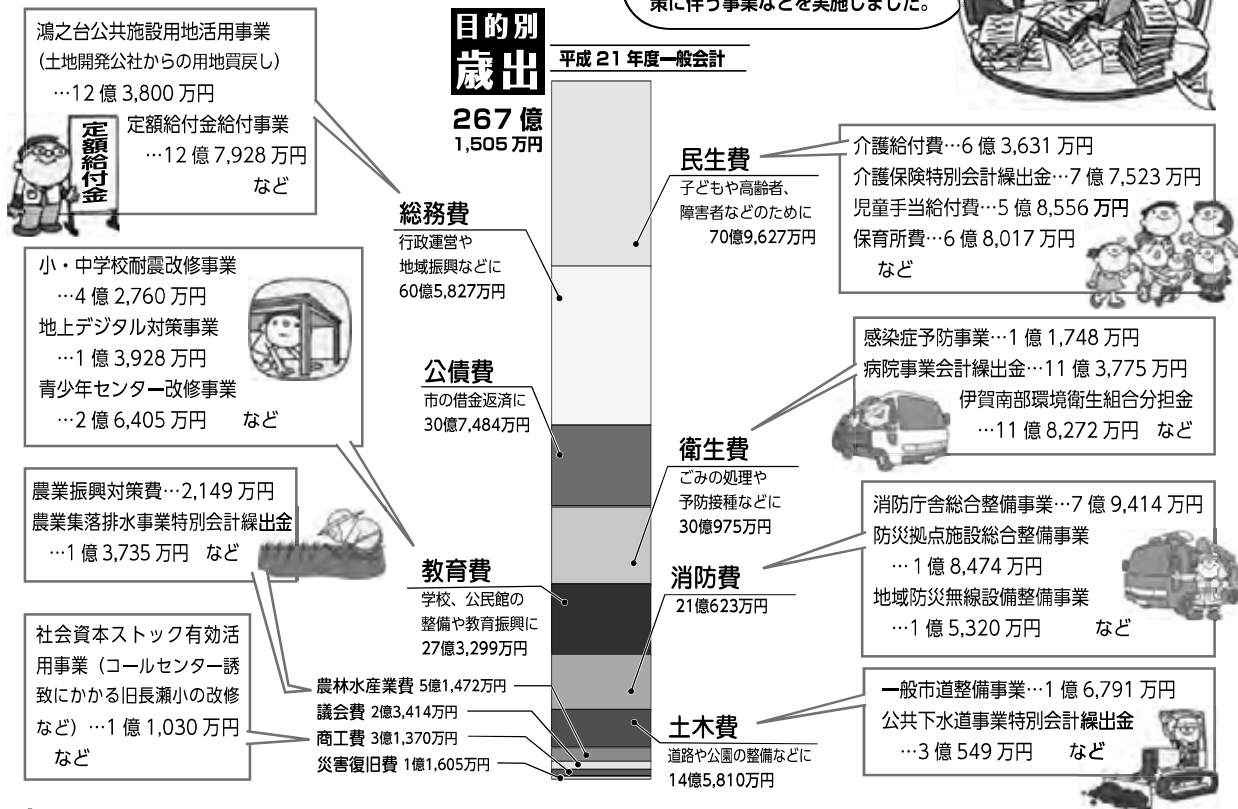 策に伴う事業などを実施しました。
目的別
歳出
平成21年度一般会計
267億
1,505万円
鴻之台公共施設用地活用事業
(土地開発公社からの用地買戻し)
…12億3,800万円
定額給付金給付事業
…12億7,928万円
など
定額給付金
総務費
行政運営や
地域振興などに
60億5,827万円
民生費
子どもや高齢者、
障害者などのために
70億9,627万円
介護給付費…6億3,631万円
介護保険特別会計繰出金…7億7,523万円
児童手当給付費…5億8,556万円
保育所費…6億8,017万円
など
小・中学校耐震改修事業
…4億2,760万円
地上デジタル対策事業
…1億3,928万円
青少年センター改修事業
…2億6,405万円 など
公債費
市の借金返済に
30億7,484万円
感染症予防事業…1億1,748万円
病院事業会計繰出金…11億3,775万円
伊賀南部環境衛生組合分担金
…11億8,272万円 など
衛生費
ごみの処理や
予防接種などに
30億975万円
農業振興対策費…2,149万円
農業集落排水事業特別会計繰出金
…1億3,735万円 など
教育費
学校、公民館の
整備や教育振興に
27億3,299万円
消防費
21億623万円
消防庁舎総合整備事業…7億9,414万円
防災拠点施設総合整備事業
…1億8,474万円
地域防災無線設備整備事業
…1億5,320万円 など
社会資本ストック有効活
用事業(コールセンター誘
致にかかる旧長瀬小の改修
など)…1億1,030万円
など
農林水産業費 5億1,472万円
議会費 2億3,414万円
商工費 3億1,370万円
災害復旧費 1億1,605万円
土木費
道路や公園の整備などに
14億5,810万円
一般市道整備事業…1億6,791万円
公共下水道事業特別会計繰出金
…3億549万円 など